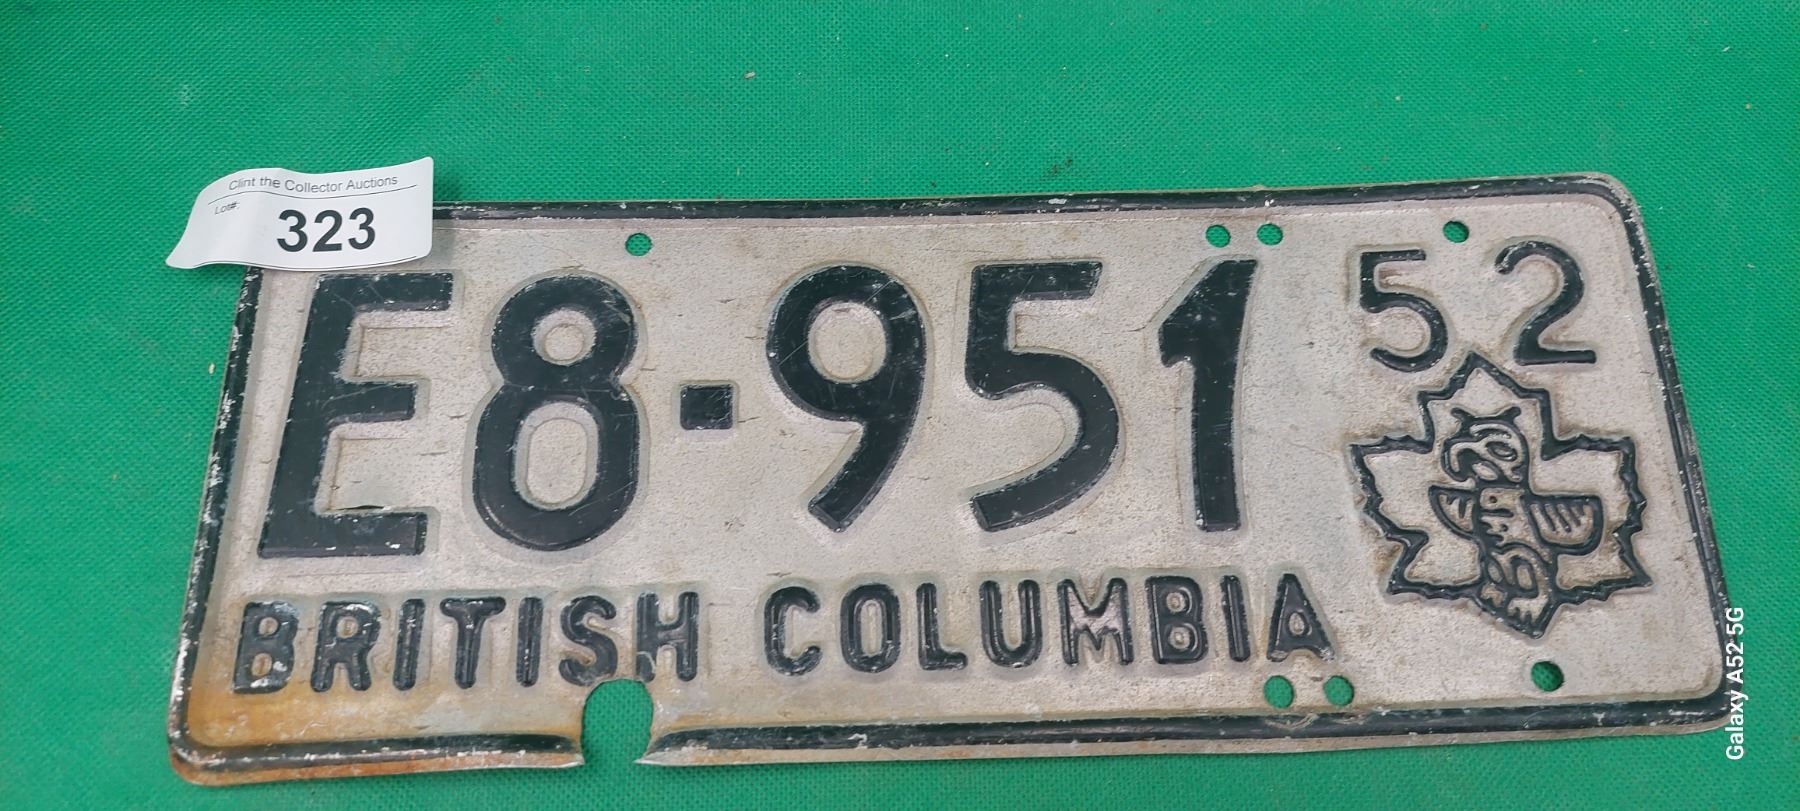 Clint the Collector Auctions
Lot#:
323
52
E8-951
BRITISH COLUMBIA
Galaxy A52 5G